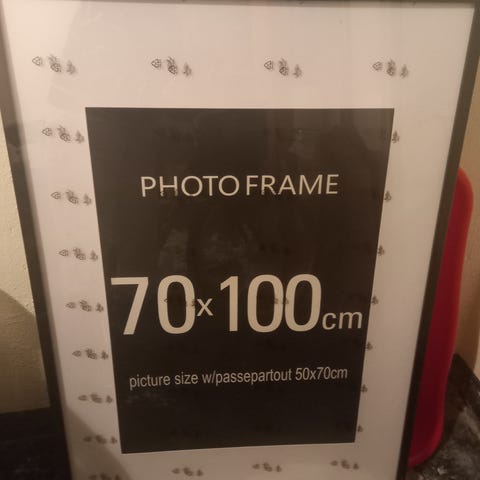 PHOTO FRAME
70x100cm
picture size w/passepartout 50x70cm